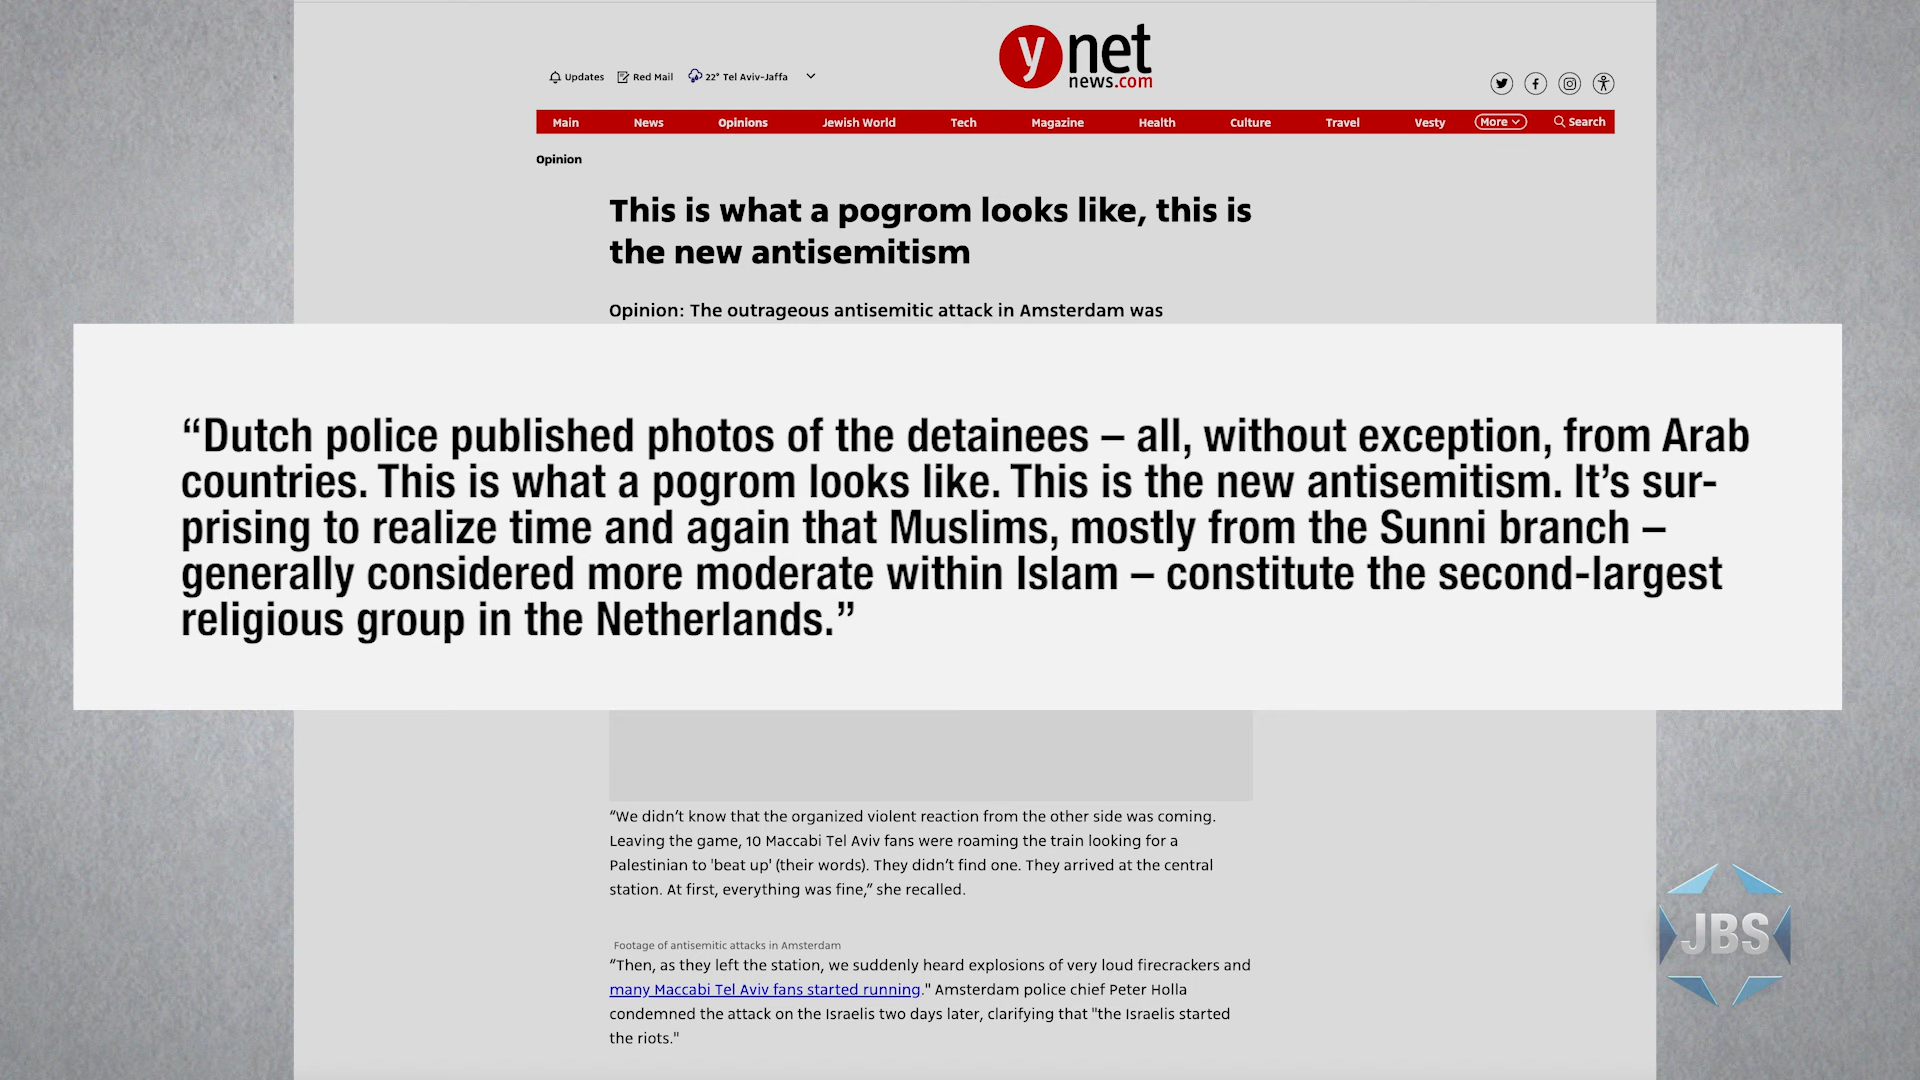 ynet
news.com
Updates Red Mail 22° Tel Aviv-Jaffa
Main News Opinions Jewish World Tech Magazine Health Culture Travel Vesty More Search
Opinion
This is what a pogrom looks like, this is
the new antisemitism
Opinion: The outrageous antisemitic attack in Amsterdam was
“Dutch police published photos of the detainees – all, without exception, from Arab
countries. This is what a pogrom looks like. This is the new antisemitism. It’s sur-
prising to realize time and again that Muslims, mostly from the Sunni branch –
generally considered more moderate within Islam – constitute the second-largest
religious group in the Netherlands.”
“We didn’t know that the organized violent reaction from the other side was coming.
Leaving the game, 10 Maccabi Tel Aviv fans were roaming the train looking for a
Palestinian to 'beat up' (their words). They didn’t find one. They arrived at the central
station. At first, everything was fine,” she recalled.
Footage of antisemitic attacks in Amsterdam
“Then, as they left the station, we suddenly heard explosions of very loud firecrackers and
many Maccabi Tel Aviv fans started running." Amsterdam police chief Peter Holla
condemned the attack on the Israelis two days later, clarifying that "the Israelis started
the riots."
JBS